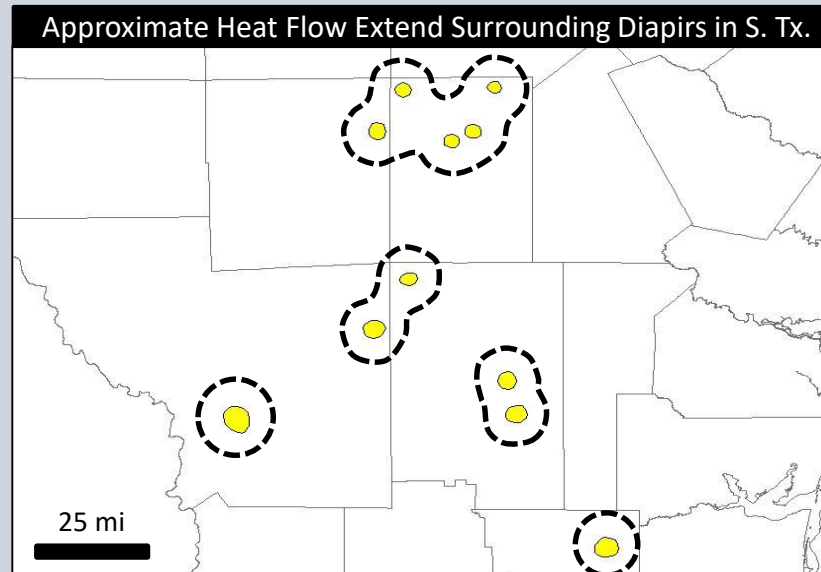 Approximate Heat Flow Extend Surrounding Diapirs in S. Tx.
25 mi